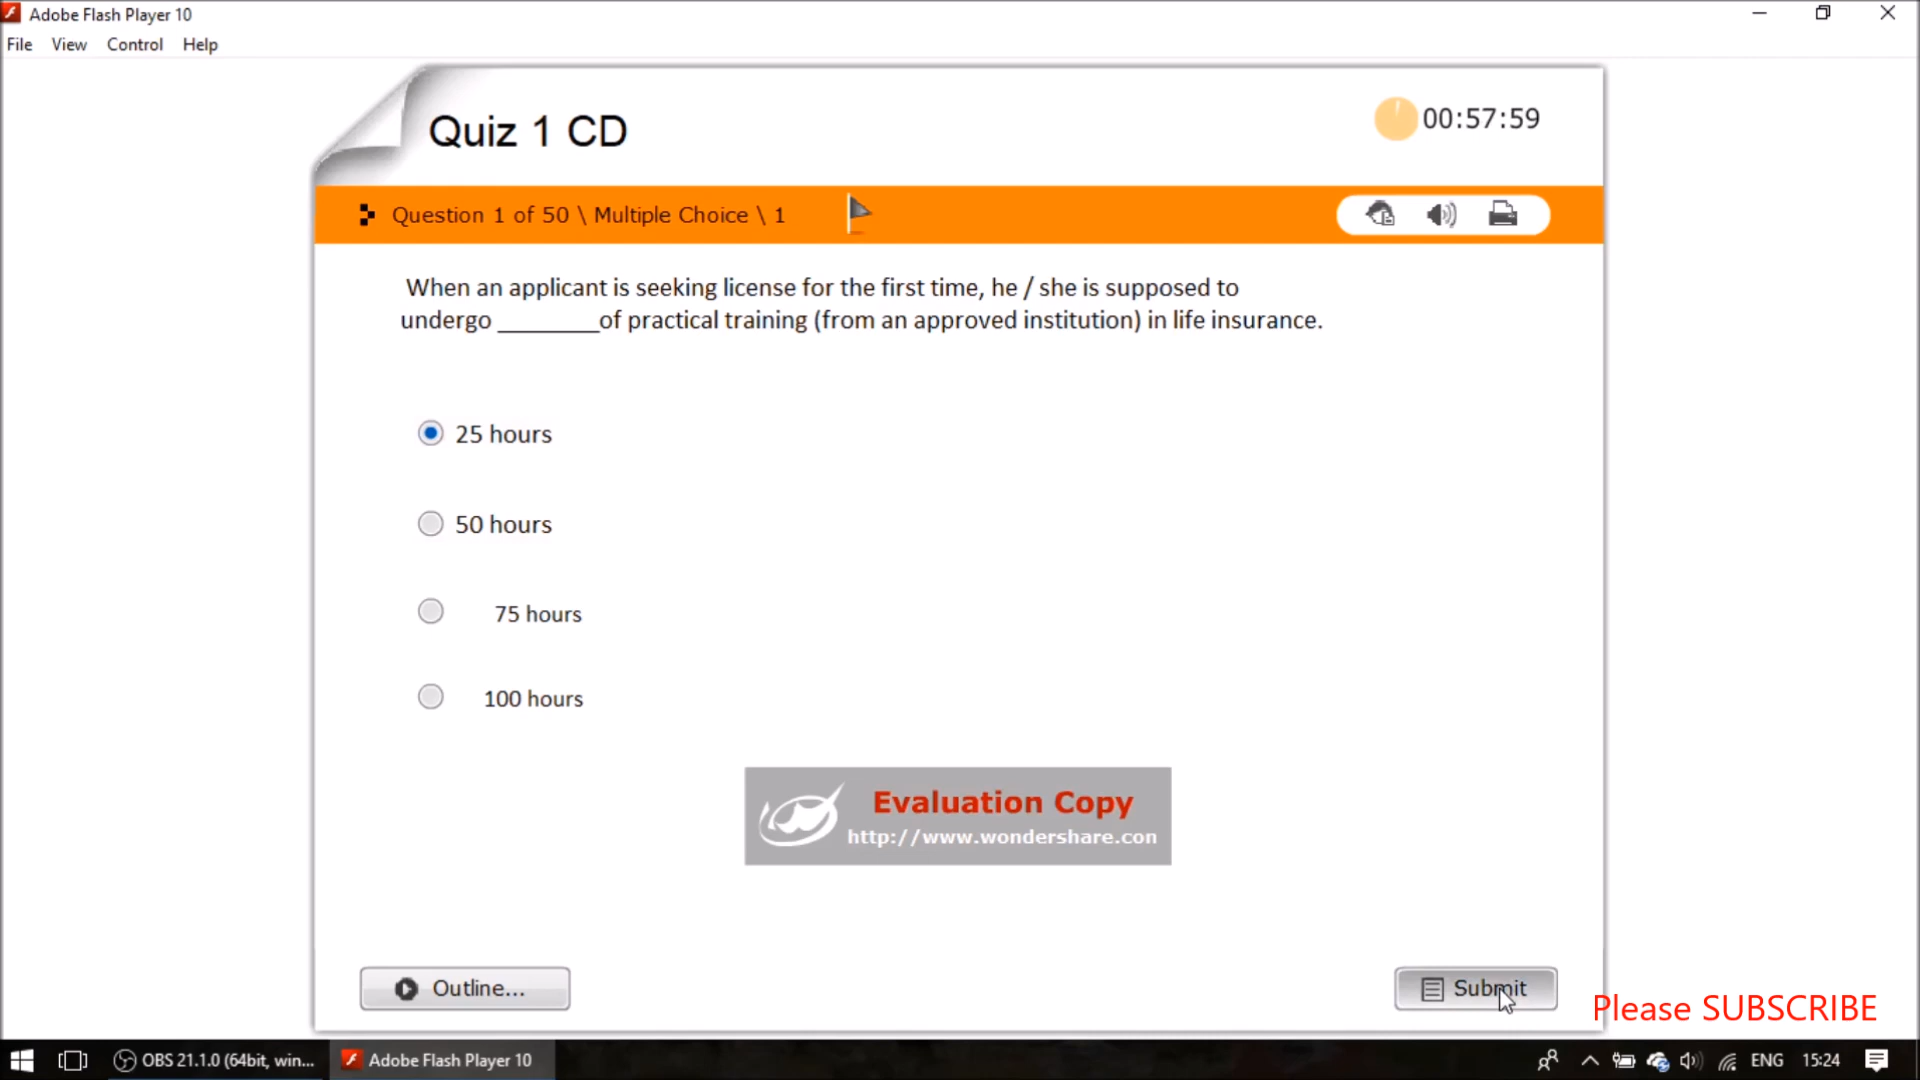 Adobe Flash Player 10
File View Control Help
Quiz 1 CD
00:57:59
Question 1 of 50 \ Multiple Choice \ 1
When an applicant is seeking license for the first time, he / she is supposed to
undergo ________of practical training (from an approved institution) in life insurance.
25 hours
50 hours
75 hours
100 hours
Evaluation Copy
http://www.wondershare.con
Outline...
Submit
Please SUBSCRIBE
OBS 21.1.0 (64bit, win...
Adobe Flash Player 10
ENG
15:24